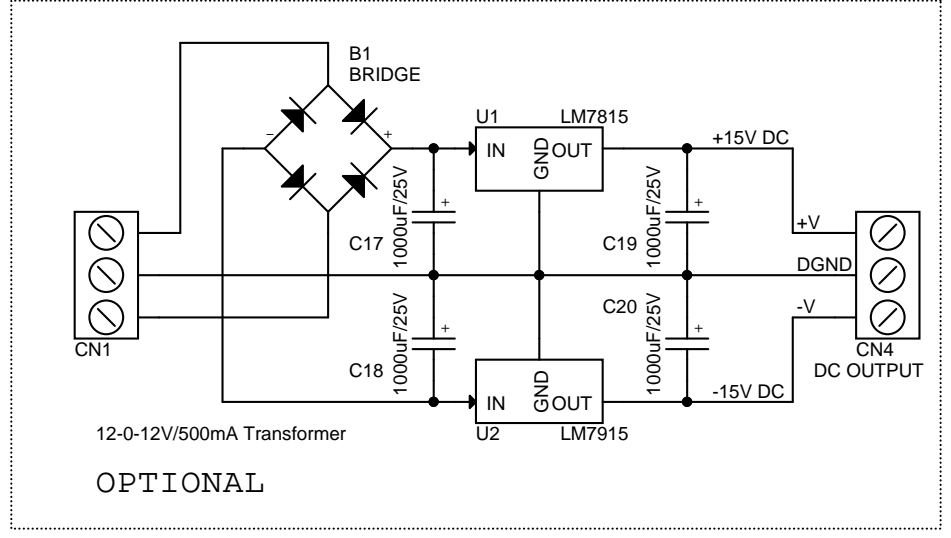 B1
BRIDGE
U1 LM7815
− +
IN GND OUT
+15V DC
C17 1000uF/25V +
C19 1000uF/25V +
+V
DGND
-V
C18 1000uF/25V +
C20 1000uF/25V +
CN1
CN4
DC OUTPUT
IN GND OUT
-15V DC
U2 LM7915
12-0-12V/500mA Transformer
OPTIONAL